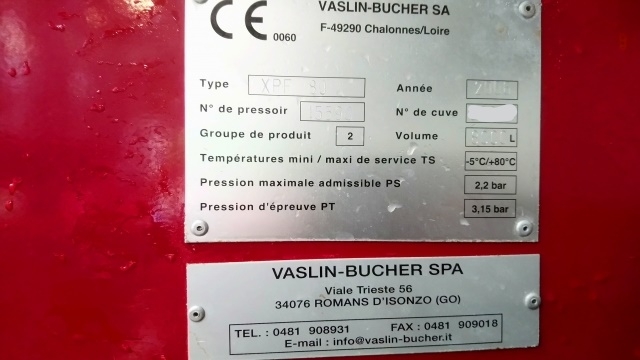 VASLIN-BUCHER SA
CE 0060
F-49290 Chalonnes/Loire
Type XPF 80 Année
N° de pressoir N° de cuve
Groupe de produit 2 Volume L
Températures mini / maxi de service TS -5°C/+80°C
Pression maximale admissible PS 2,2 bar
Pression d'épreuve PT 3,15 bar
VASLIN-BUCHER SPA
Viale Trieste 56
34076 ROMANS D'ISONZO (GO)
TEL. : 0481 908931 FAX : 0481 909018
E-mail : info@vaslin-bucher.it